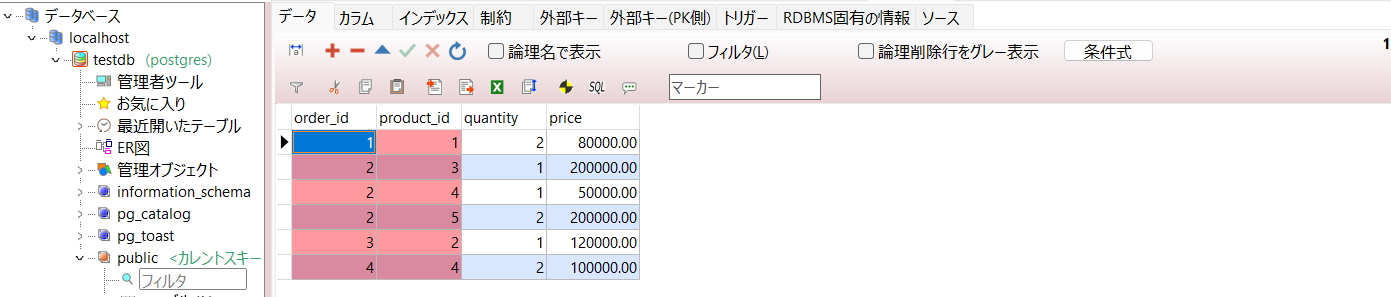 データベース
localhost
testdb (postgres)
管理者ツール
お気に入り
最近開いたテーブル
ER図
管理オブジェクト
information_schema
pg_catalog
pg_toast
public <カレントスキー
フィルタ
データ カラム インデックス 制約 外部キー 外部キー(PK側) トリガー RDBMS固有の情報 ソース
論理名で表示 フィルタ(L) 論理削除行をグレー表示 条件式 1
SQL マーカー
order_id product_id quantity price
1 1 2 80000.00
2 3 1 200000.00
2 4 1 50000.00
2 5 2 200000.00
3 2 1 120000.00
4 4 2 100000.00